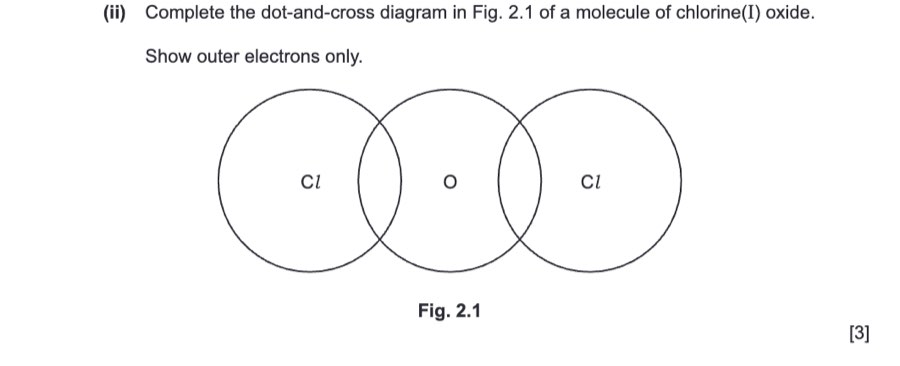 (ii) Complete the dot-and-cross diagram in Fig. 2.1 of a molecule of chlorine(I) oxide.
Show outer electrons only.
Cl O Cl
Fig. 2.1
[3]